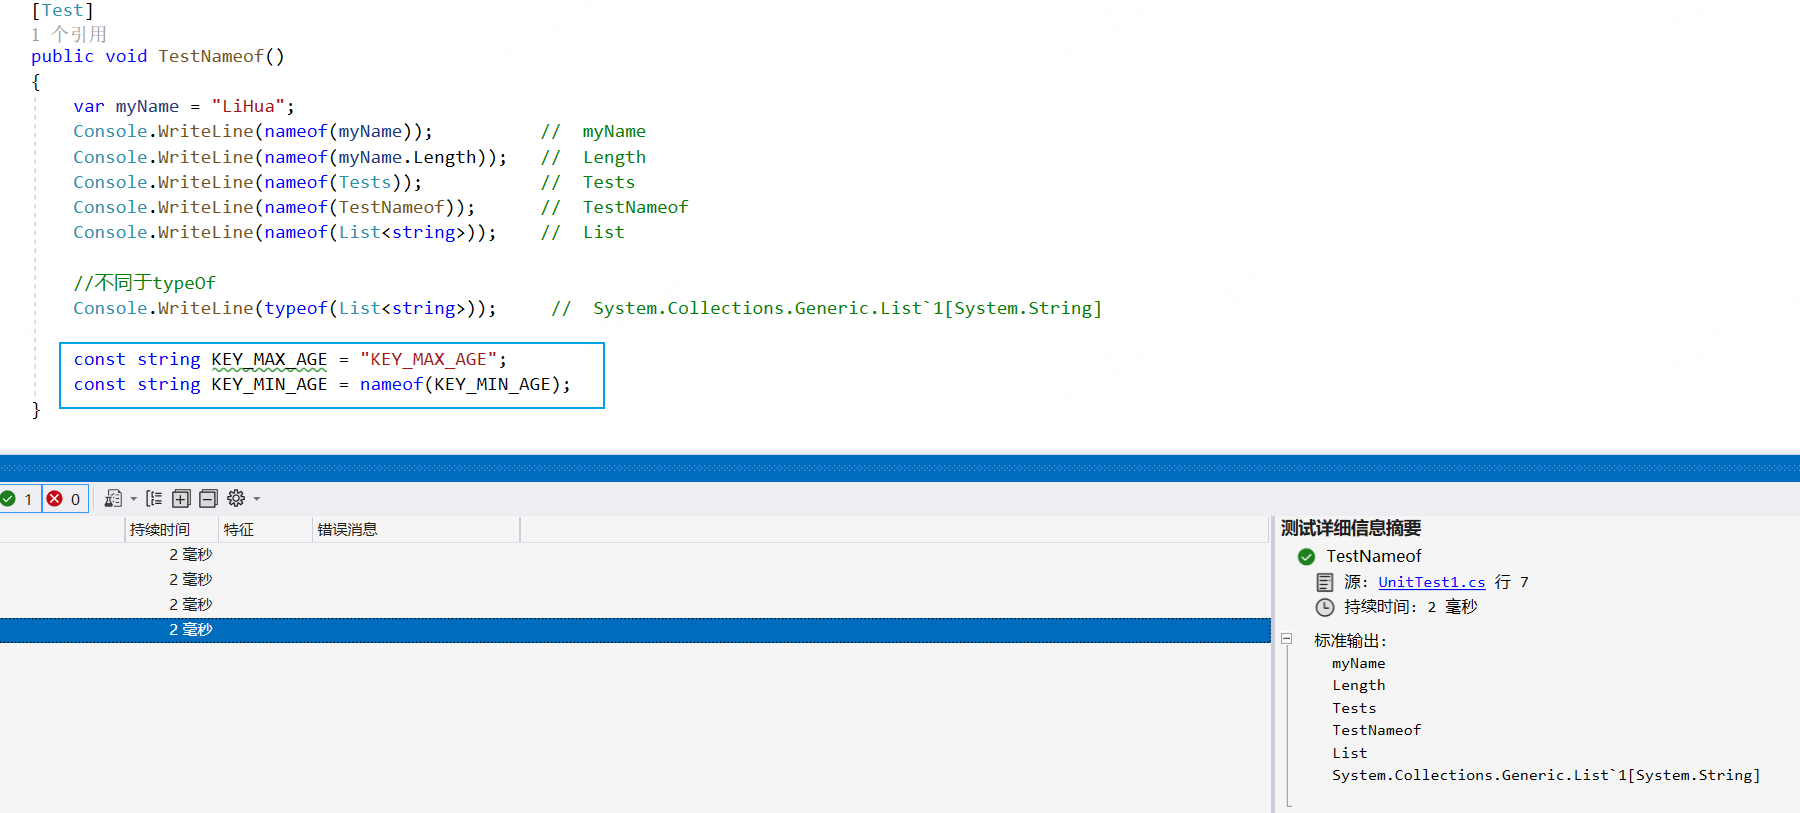 [Test]
1 个引用
public void TestNameof()
{
var myName = "LiHua";
Console.WriteLine(nameof(myName)); // myName
Console.WriteLine(nameof(myName.Length)); // Length
Console.WriteLine(nameof(Tests)); // Tests
Console.WriteLine(nameof(TestNameof)); // TestNameof
Console.WriteLine(nameof(List<string>)); // List
//不同于typeOf
Console.WriteLine(typeof(List<string>)); // System.Collections.Generic.List`1[System.String]
const string KEY_MAX_AGE = "KEY_MAX_AGE";
const string KEY_MIN_AGE = nameof(KEY_MIN_AGE);
}
1 0
持续时间 特征 错误消息
2 毫秒
2 毫秒
2 毫秒
2 毫秒
测试详细信息摘要
TestNameof
源: UnitTest1.cs 行 7
持续时间: 2 毫秒
标准输出:
myName
Length
Tests
TestNameof
List
System.Collections.Generic.List`1[System.String]